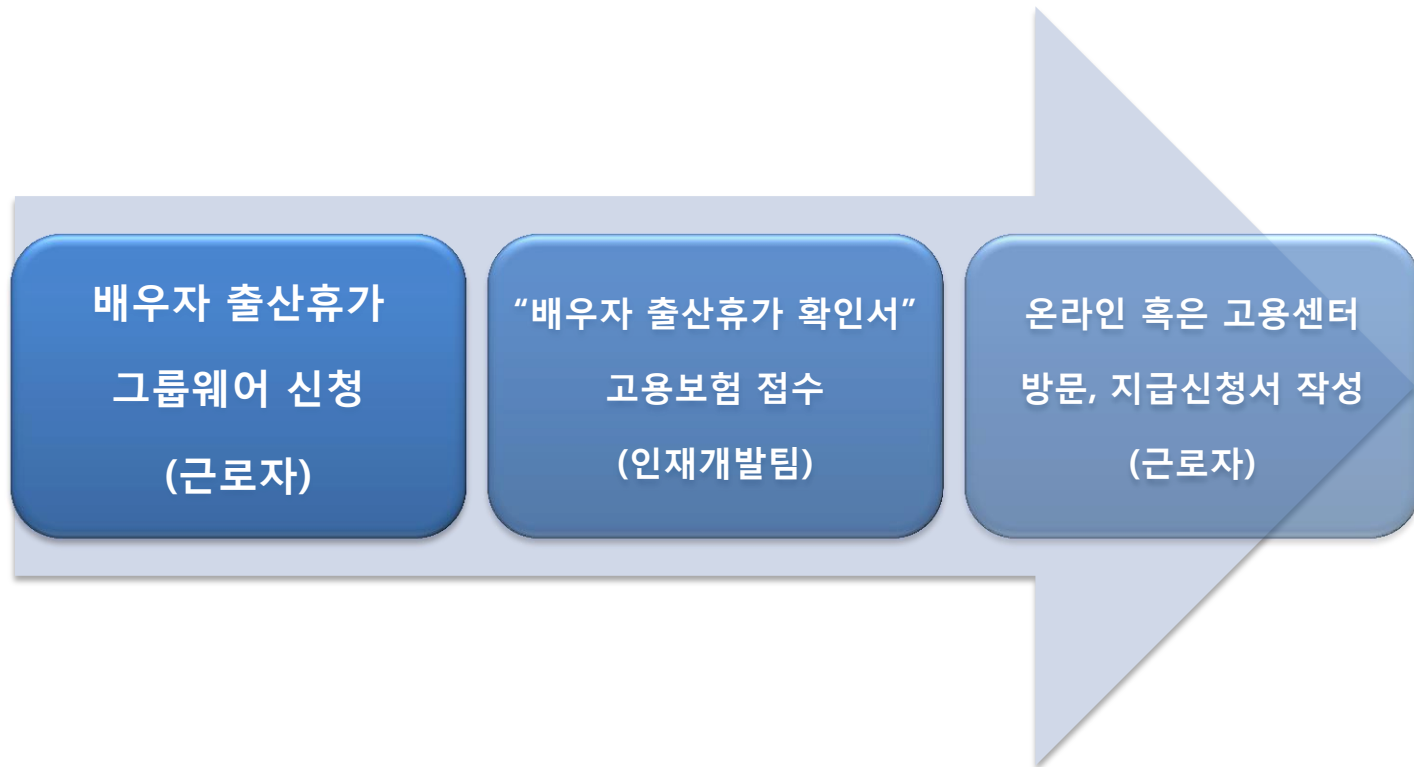 배우자 출산휴가
그룹웨어 신청
(근로자)
“배우자 출산휴가 확인서”
고용보험 접수
(인재개발팀)
온라인 혹은 고용센터
방문, 지급신청서 작성
(근로자)